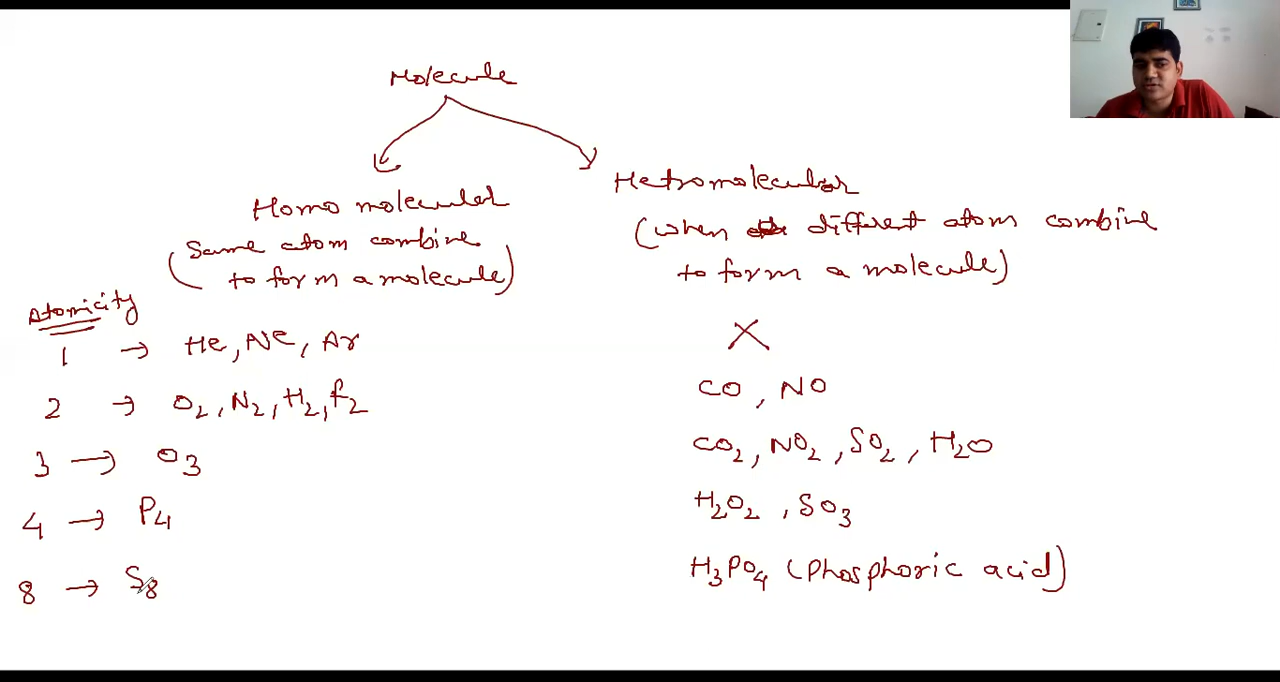 Molecule
Homo molecular
(Same atom combine
to form a molecule)
Hetromolecular
(when different atom combine
to form a molecule)
Atomicity
1 → He, Ne, Ar
X
2 → O2, N2, H2, F2
CO, NO
3 → O3
CO2, NO2, SO2, H2O
4 → P4
H2O2, SO3
8 → S8
H3PO4 (Phosphoric acid)